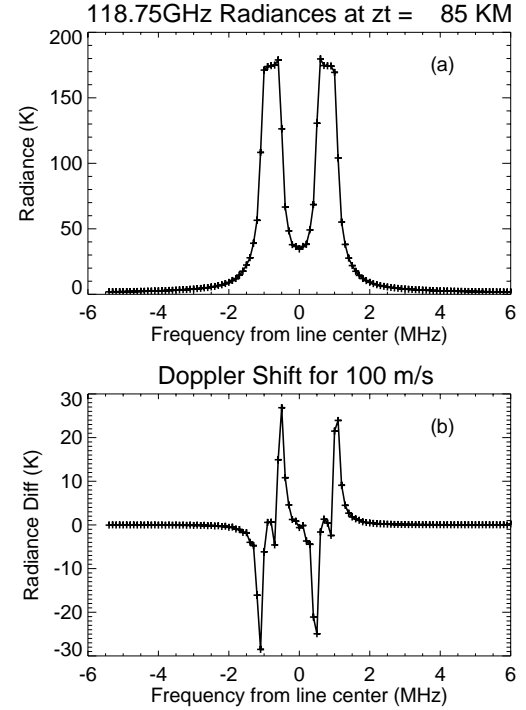 118.75GHz Radiances at zt = 85 KM
(a)
Radiance (K)
200
150
100
50
0
-6 -4 -2 0 2 4 6
Frequency from line center (MHz)
Doppler Shift for 100 m/s
(b)
Radiance Diff (K)
30
20
10
0
-10
-20
-30
-6 -4 -2 0 2 4 6
Frequency from line center (MHz)